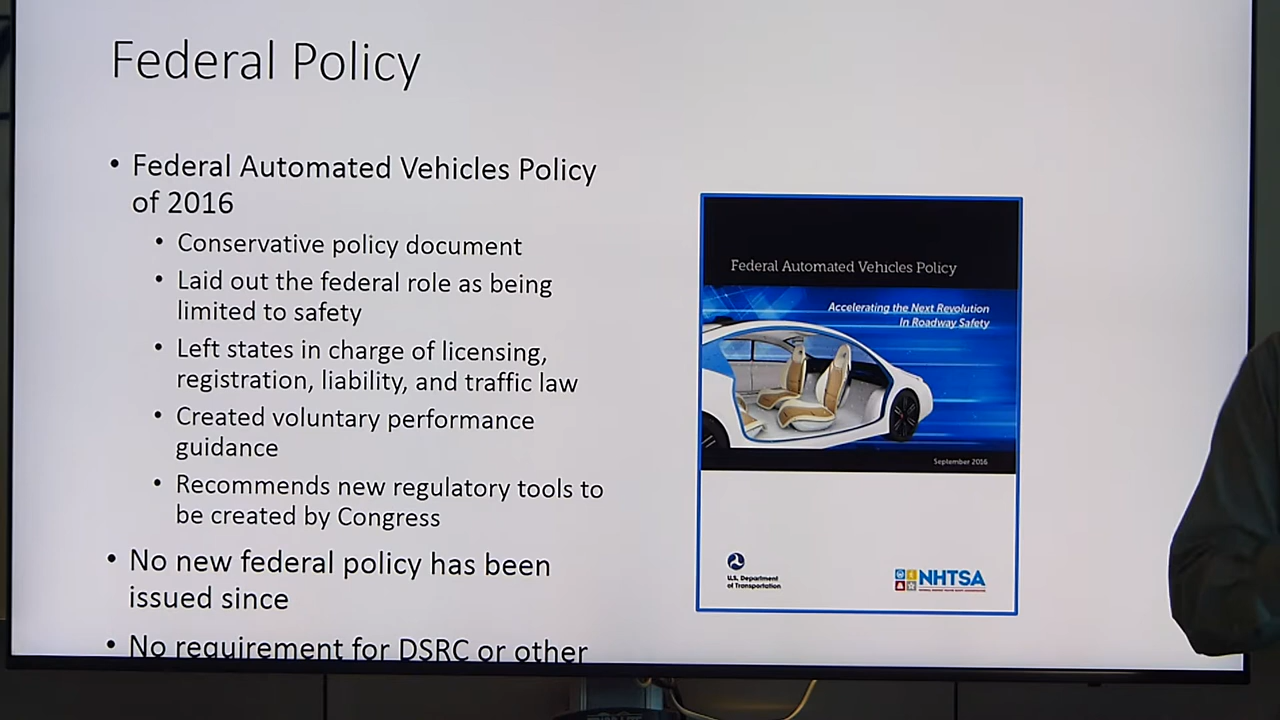 Federal Policy
• Federal Automated Vehicles Policy
of 2016
• Conservative policy document
• Laid out the federal role as being
limited to safety
• Left states in charge of licensing,
registration, liability, and traffic law
• Created voluntary performance
guidance
• Recommends new regulatory tools to
be created by Congress
• No new federal policy has been
issued since
• No requirement for DSRC or other
Federal Automated Vehicles Policy
Accelerating the Next Revolution
In Roadway Safety
September 2016
U.S. Department
of Transportation
NHTSA